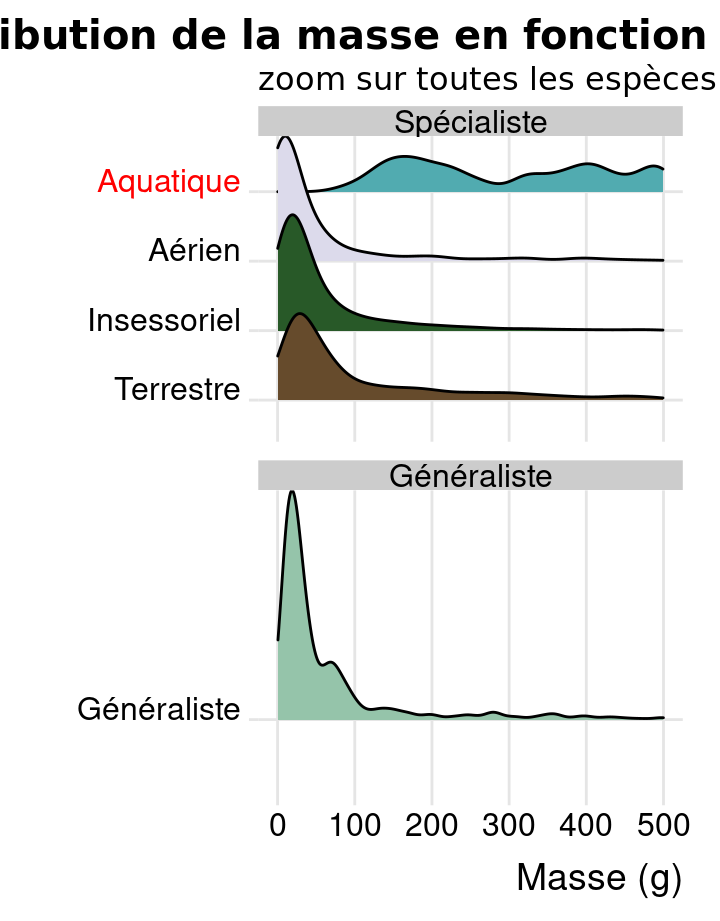 ibution de la masse en fonction
zoom sur toutes les espèces
Spécialiste
Aquatique
Aérien
Insessoriel
Terrestre
Généraliste
Généraliste
0 100 200 300 400 500
Masse (g)